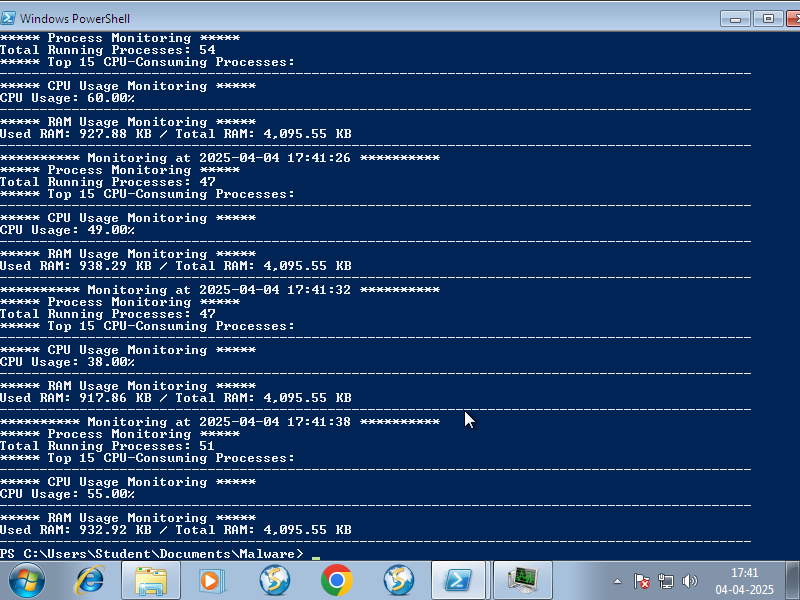 Windows PowerShell
***** Process Monitoring *****
Total Running Processes: 54
***** Top 15 CPU-Consuming Processes:
***** CPU Usage Monitoring *****
CPU Usage: 60.00%
***** RAM Usage Monitoring *****
Used RAM: 927.88 KB / Total RAM: 4,095.55 KB
********** Monitoring at 2025-04-04 17:41:26 **********
***** Process Monitoring *****
Total Running Processes: 47
***** Top 15 CPU-Consuming Processes:
***** CPU Usage Monitoring *****
CPU Usage: 49.00%
***** RAM Usage Monitoring *****
Used RAM: 938.29 KB / Total RAM: 4,095.55 KB
********** Monitoring at 2025-04-04 17:41:32 **********
***** Process Monitoring *****
Total Running Processes: 47
***** Top 15 CPU-Consuming Processes:
***** CPU Usage Monitoring *****
CPU Usage: 38.00%
***** RAM Usage Monitoring *****
Used RAM: 917.86 KB / Total RAM: 4,095.55 KB
********** Monitoring at 2025-04-04 17:41:38 **********
***** Process Monitoring *****
Total Running Processes: 51
***** Top 15 CPU-Consuming Processes:
***** CPU Usage Monitoring *****
CPU Usage: 55.00%
***** RAM Usage Monitoring *****
Used RAM: 932.92 KB / Total RAM: 4,095.55 KB
PS C:\Users\Student\Documents\Malware> _
17:41
04-04-2025